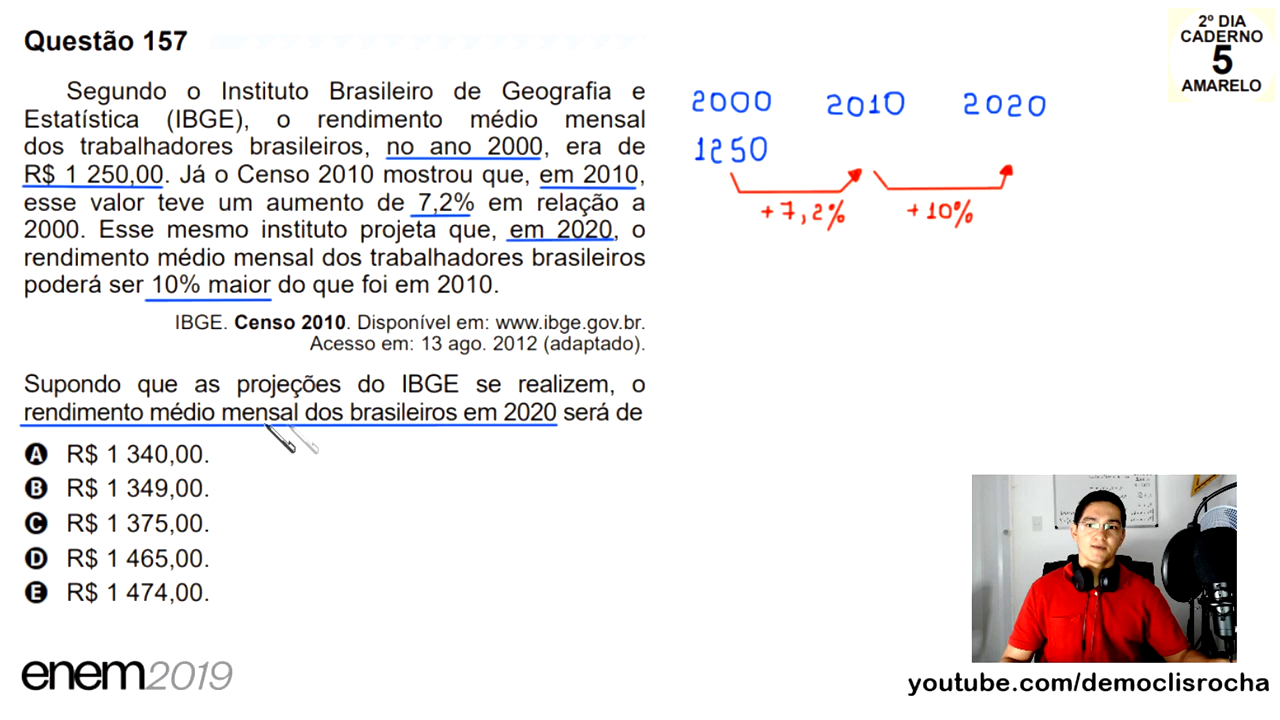 Questão 157
2º DIA
CADERNO
5
AMARELO
Segundo o Instituto Brasileiro de Geografia e
Estatística (IBGE), o rendimento médio mensal
dos trabalhadores brasileiros, no ano 2000, era de
R$ 1 250,00. Já o Censo 2010 mostrou que, em 2010,
esse valor teve um aumento de 7,2% em relação a
2000. Esse mesmo instituto projeta que, em 2020, o
rendimento médio mensal dos trabalhadores brasileiros
poderá ser 10% maior do que foi em 2010.
IBGE. Censo 2010. Disponível em: www.ibge.gov.br.
Acesso em: 13 ago. 2012 (adaptado).
Supondo que as projeções do IBGE se realizem, o
rendimento médio mensal dos brasileiros em 2020 será de
A R$ 1 340,00.
B R$ 1 349,00.
C R$ 1 375,00.
D R$ 1 465,00.
E R$ 1 474,00.
enem2019
2000 2010 2020
1250
+7,2% +10%
youtube.com/democlisrocha